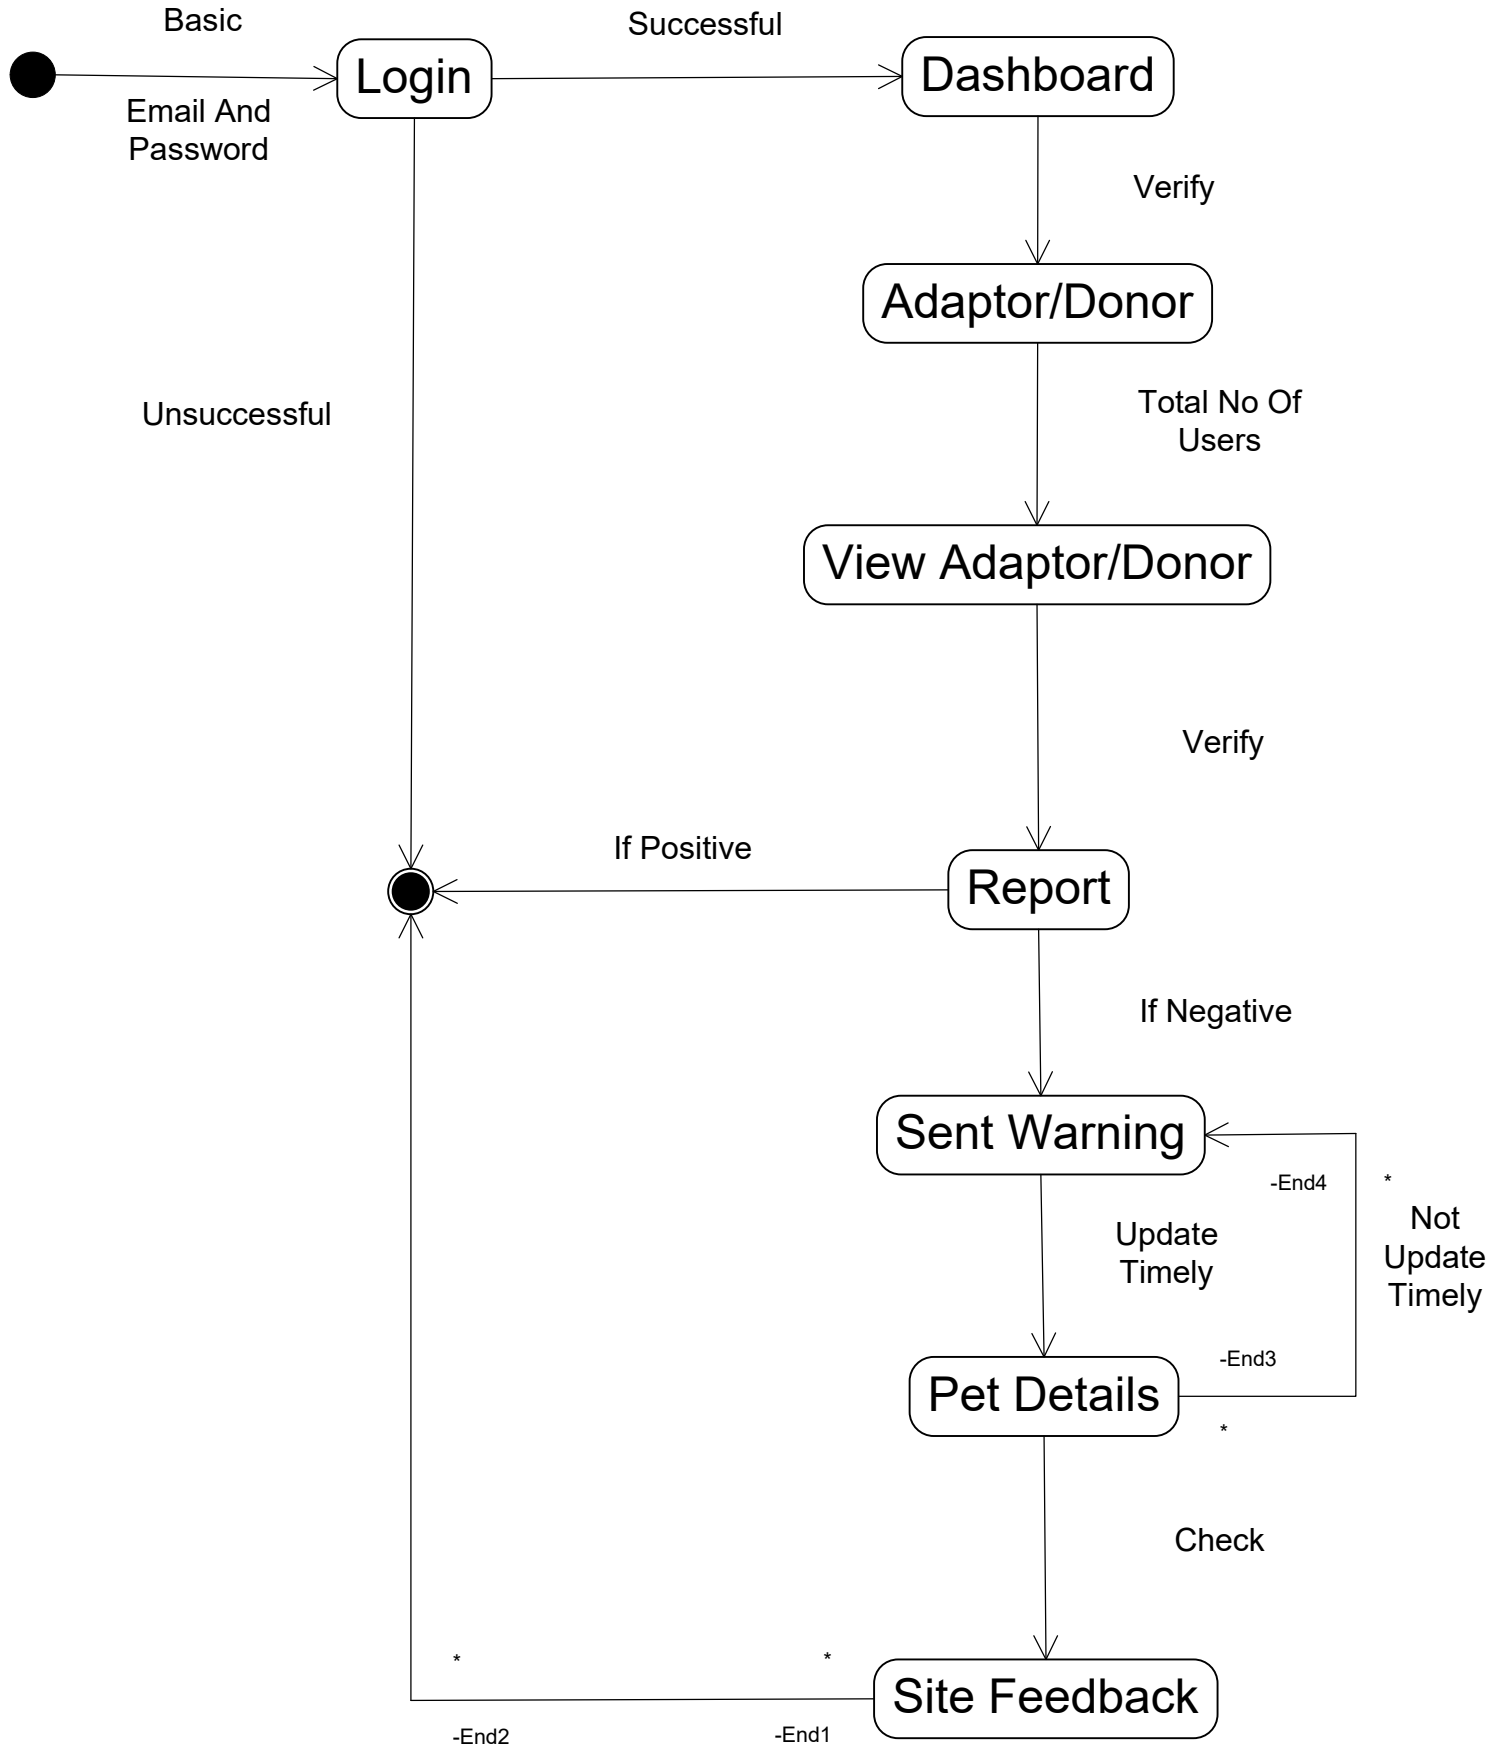 Basic
Successful
Login
Dashboard
Email And
Password
Verify
Adaptor/Donor
Unsuccessful
Total No Of
Users
View Adaptor/Donor
Verify
If Positive
Report
If Negative
Sent Warning
-End4
*
Not
Update
Timely
Update
Timely
-End3
Pet Details
*
Check
*
*
Site Feedback
-End2
-End1